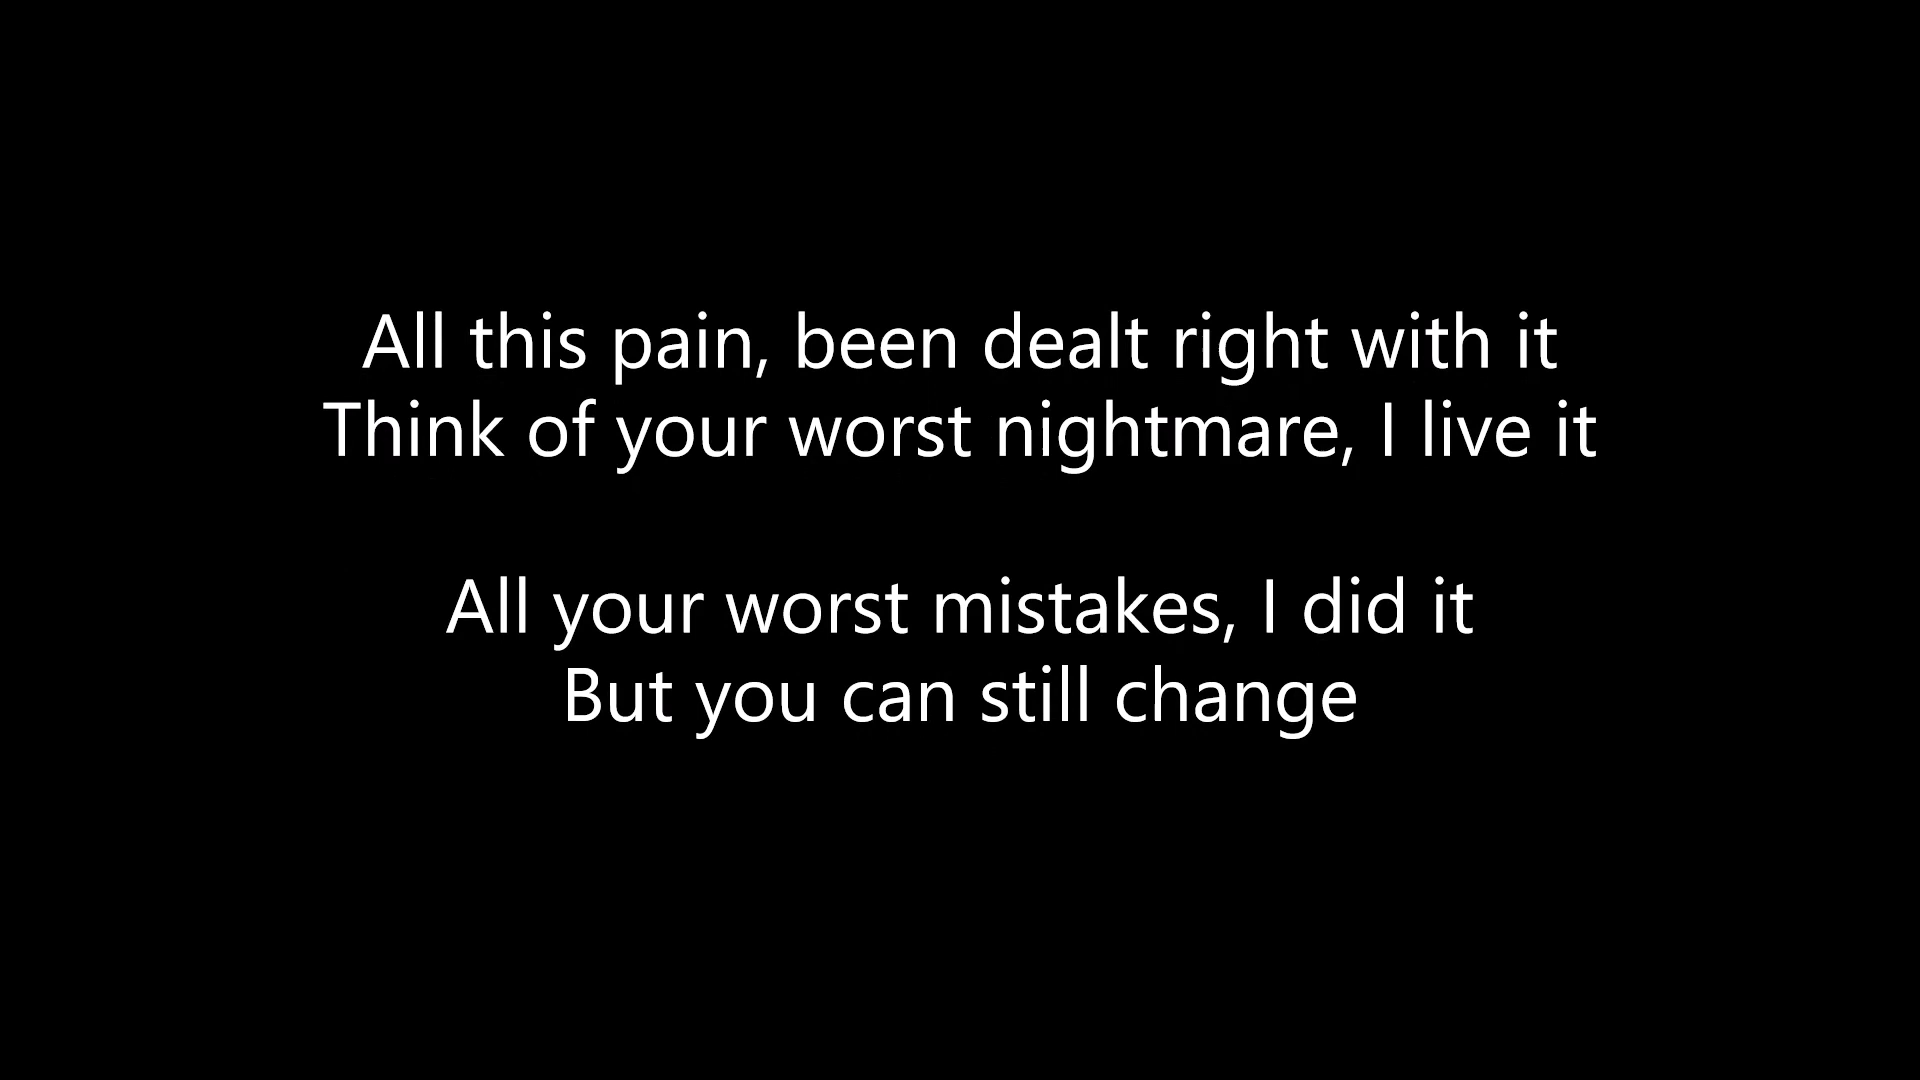 All this pain, been dealt right with it
Think of your worst nightmare, I live it
All your worst mistakes, I did it
But you can still change